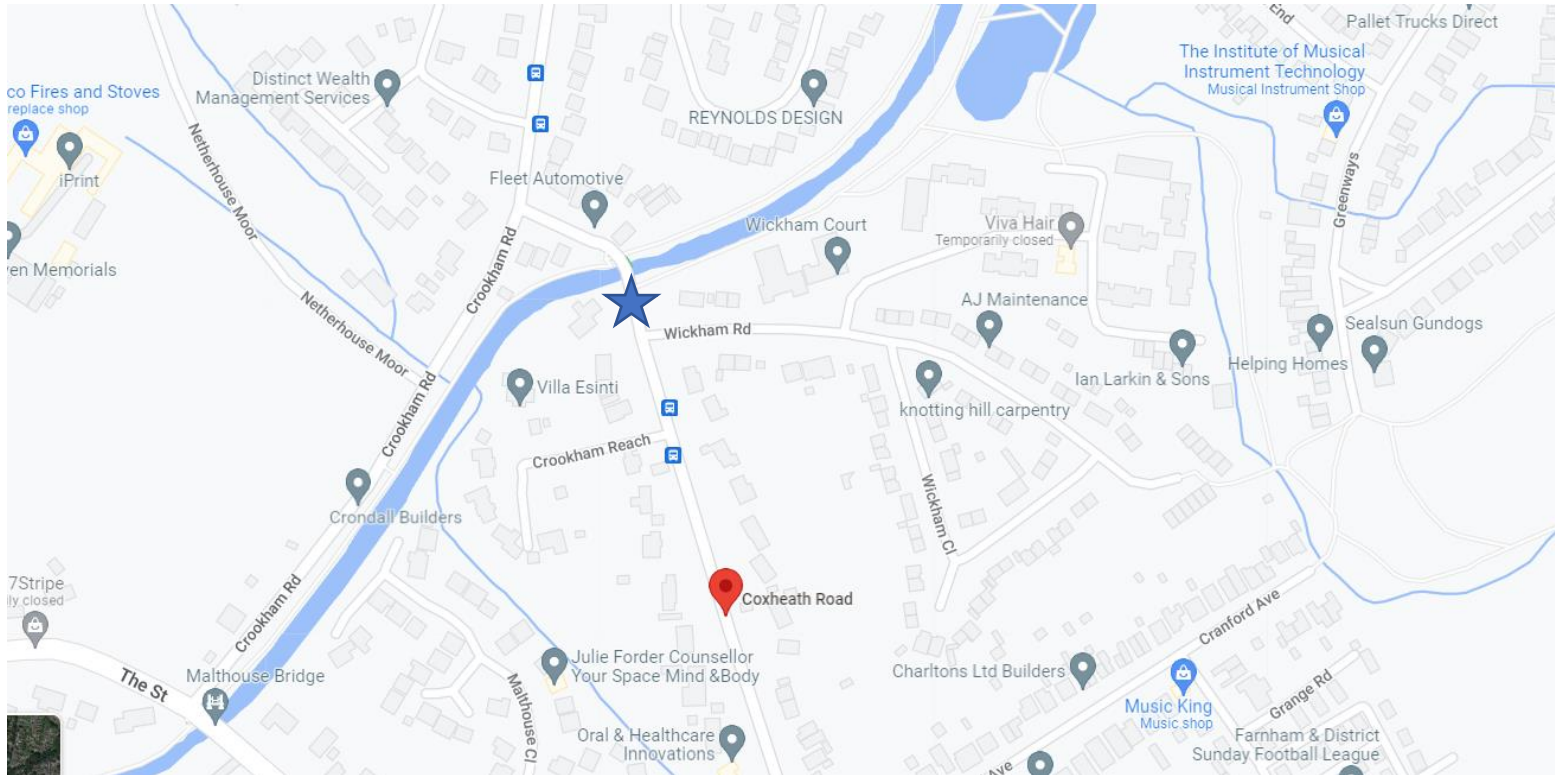 End
Pallet Trucks Direct
The Institute of Musical
Instrument Technology
Musical Instrument Shop
Distinct Wealth
Management Services
co Fires and Stoves
replace shop
REYNOLDS DESIGN
iPrint
Netherhouse Moor
Fleet Automotive
Greenways
Wickham Court
Viva Hair
Temporarily closed
en Memorials
Crookham Rd
Netherhouse Moor
AJ Maintenance
Wickham Rd
Sealsun Gundogs
Helping Homes
Ian Larkin & Sons
Villa Esinti
knotting hill carpentry
Crookham Rd
Crookham Reach
Wickham Cl
Crondall Builders
7Stripe
ly closed
Coxheath Road
Crookham Rd
Cranford Ave
Julie Forder Counsellor
Your Space Mind &Body
Charltons Ltd Builders
Malthouse Bridge
The St
Malthouse Cl
Grange Rd
Music King
Music shop
Oral & Healthcare
Innovations
Farnham & District
Sunday Football League
Ave